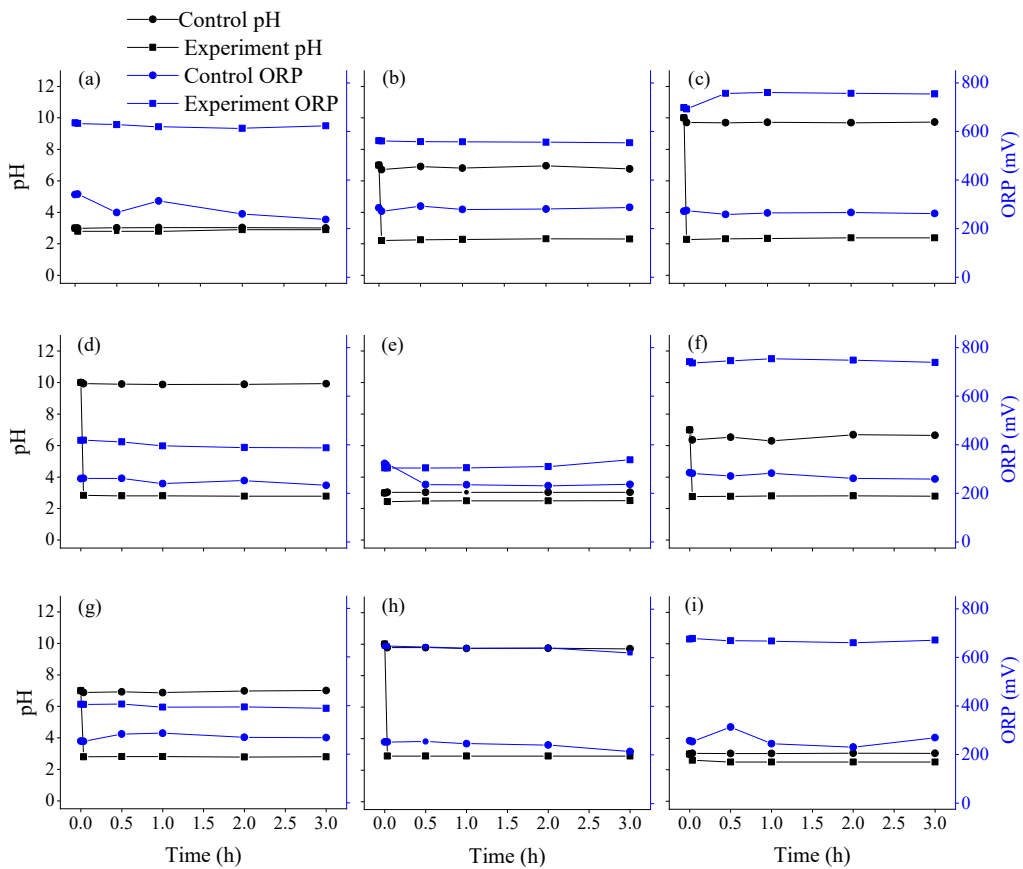 Control pH
Experiment pH
Control ORP
Experiment ORP
(a)
(b)
(c)
12
10
8
6
4
2
0
pH
800
600
400
200
0
ORP (mV)
(d)
(e)
(f)
12
10
8
6
4
2
0
pH
800
600
400
200
0
ORP (mV)
(g)
(h)
(i)
12
10
8
6
4
2
0
pH
800
600
400
200
0
ORP (mV)
0.0 0.5 1.0 1.5 2.0 2.5 3.0
0.0 0.5 1.0 1.5 2.0 2.5 3.0
0.0 0.5 1.0 1.5 2.0 2.5 3.0
Time (h)
Time (h)
Time (h)